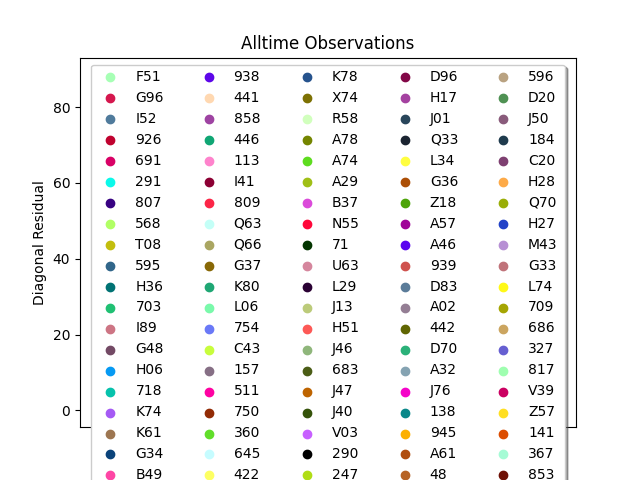 Alltime Observations
Diagonal Residual
80
60
40
20
0
F51 938 K78 D96 596
G96 441 X74 H17 D20
I52 858 R58 J01 J50
926 446 A78 Q33 184
691 113 A74 L34 C20
291 I41 A29 G36 H28
807 809 B37 Z18 Q70
568 Q63 N55 A57 H27
T08 Q66 71 A46 M43
595 G37 U63 939 G33
H36 K80 L29 D83 L74
703 L06 J13 A02 709
I89 754 H51 442 686
G48 C43 J46 D70 327
H06 157 683 A32 817
718 511 J47 J76 V39
K74 750 J40 138 Z57
K61 360 V03 945 141
G34 645 290 A61 367
B49 422 247 48 853